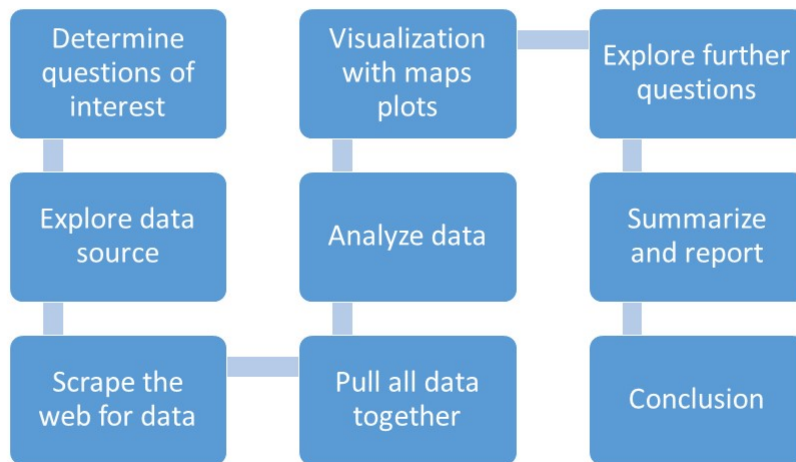 Determine
questions of
interest
Explore data
source
Scrape the
web for data
Pull all data
together
Analyze data
Visualization
with maps
plots
Explore further
questions
Summarize
and report
Conclusion